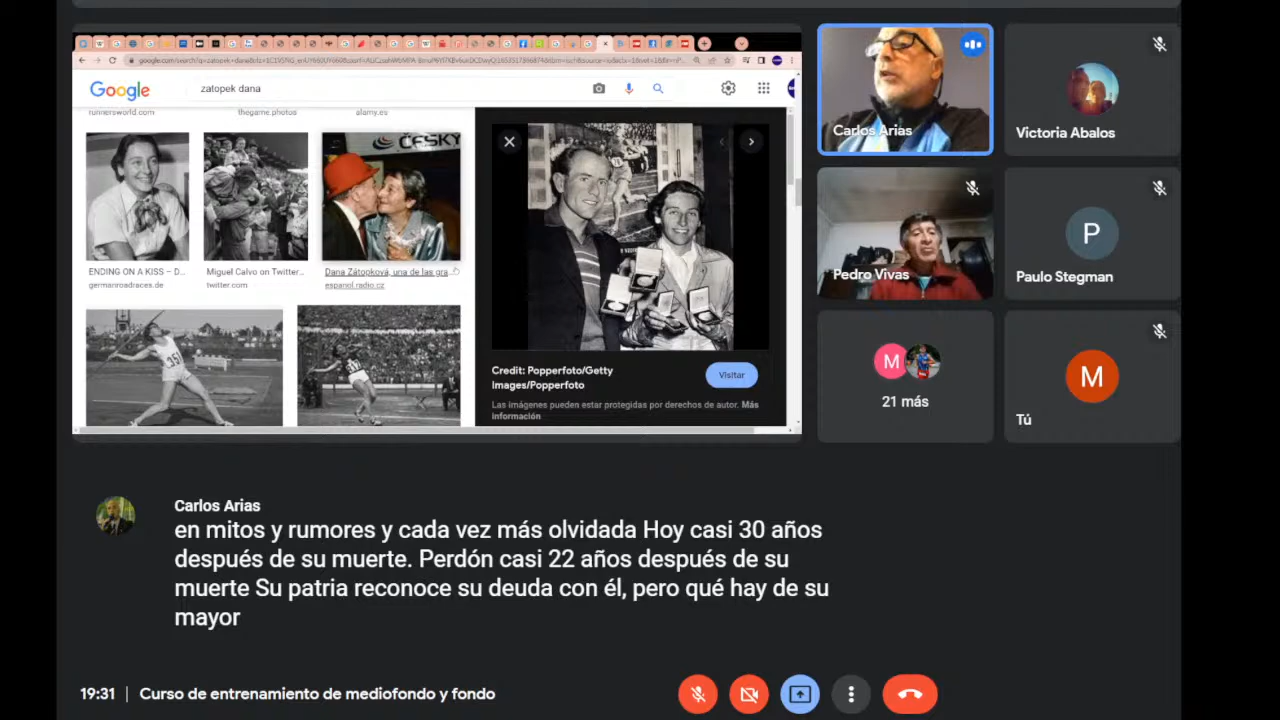 Google
zatopek dana
runnersworld.com
thegame.photos
alamy.es
ČESKÝ
ENDING ON A KISS – D...
germanroadraces.de
Miguel Calvo on Twitter...
twitter.com
Dana Zátopková, una de las gra...
espanol.radio.cz
351
Credit: Popperfoto/Getty
Images/Popperfoto
Visitar
Las imágenes pueden estar protegidas por derechos de autor. Más
información
Carlos Arias
Victoria Abalos
Pedro Vivas
P
Paulo Stegman
M
21 más
M
Tú
Carlos Arias
en mitos y rumores y cada vez más olvidada Hoy casi 30 años
después de su muerte. Perdón casi 22 años después de su
muerte Su patria reconoce su deuda con él, pero qué hay de su
mayor
19:31 | Curso de entrenamiento de mediofondo y fondo